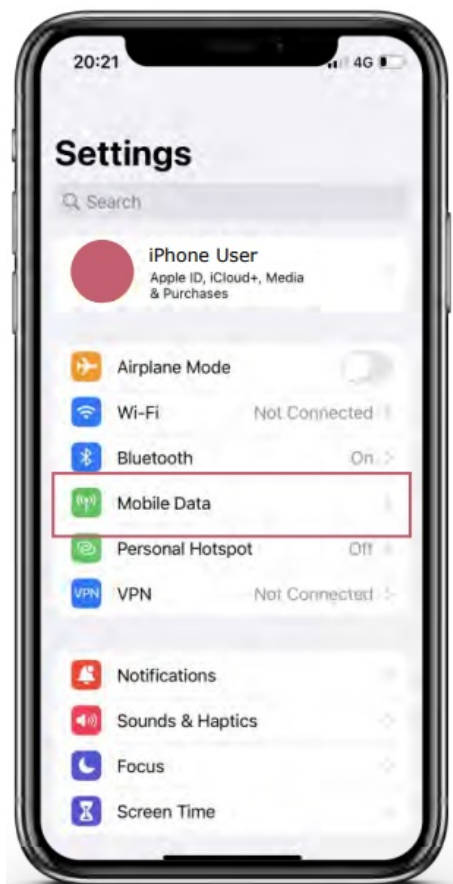 20:21 4G
Settings
Search
iPhone User
Apple ID, iCloud+, Media
& Purchases
Airplane Mode
Wi-Fi Not Connected
Bluetooth On
Mobile Data
Personal Hotspot Off
VPN VPN Not Connected
Notifications
Sounds & Haptics
Focus
Screen Time